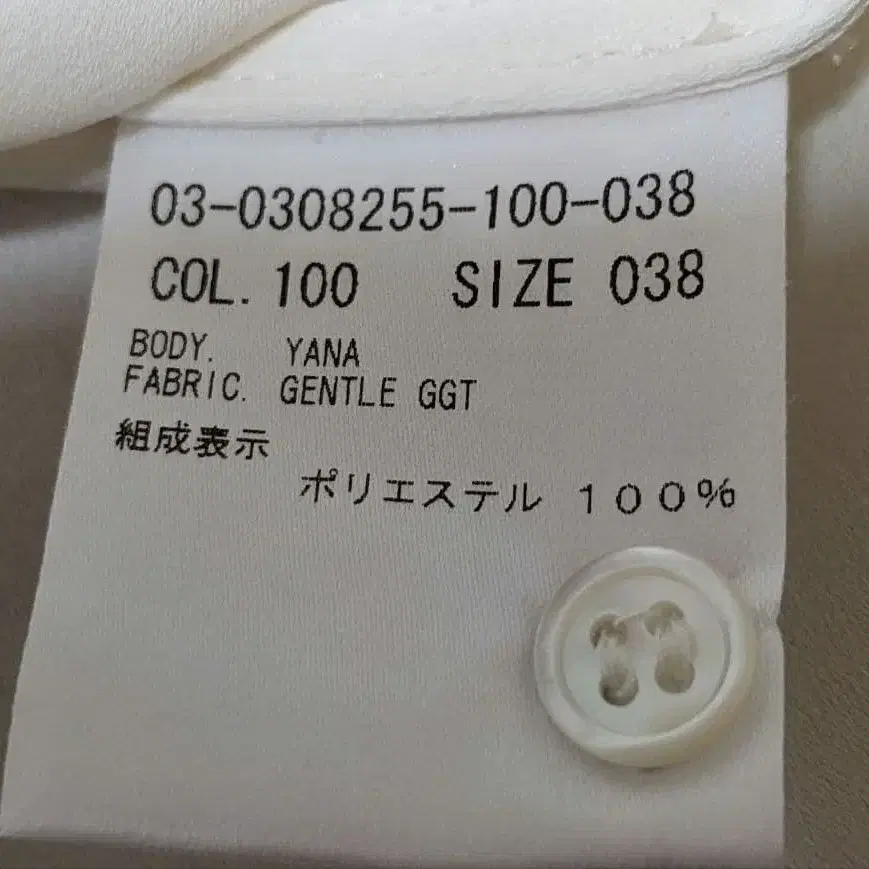 03-0308255-100-038
COL. 100 SIZE 038
BODY. YANA
FABRIC. GENTLE GGT
組成表示
ポリエステル 100%